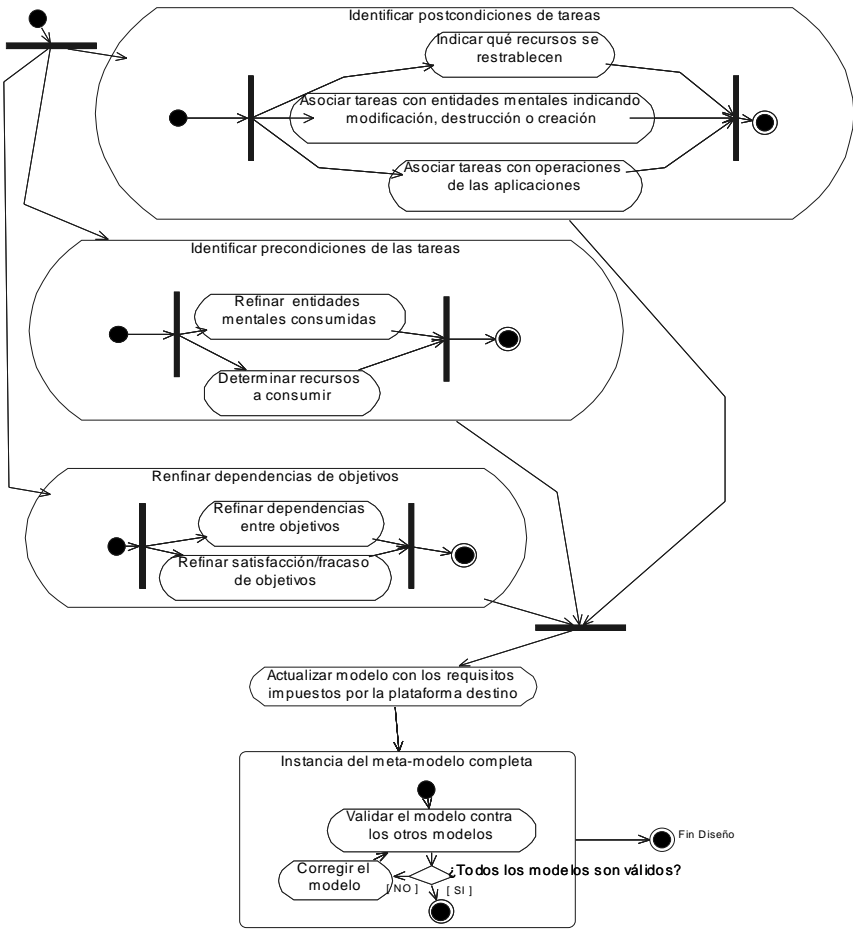 Identificar postcondiciones de tareas
Indicar qué recursos se
restrablecen
Asociar tareas con entidades mentales indicando
modificación, destrucción o creación
Asociar tareas con operaciones
de las aplicaciones
Identificar precondiciones de las tareas
Refinar entidades
mentales consumidas
Determinar recursos
a consumir
Renfinar dependencias de objetivos
Refinar dependencias
entre objetivos
Refinar satisfacción/fracaso
de objetivos
Actualizar modelo con los requisitos
impuestos por la plataforma destino
Instancia del meta-modelo completa
Validar el modelo contra
los otros modelos
Fin Diseño
¿Todos los modelos son válidos?
Corregir el
modelo
[ NO ]
[ SI ]